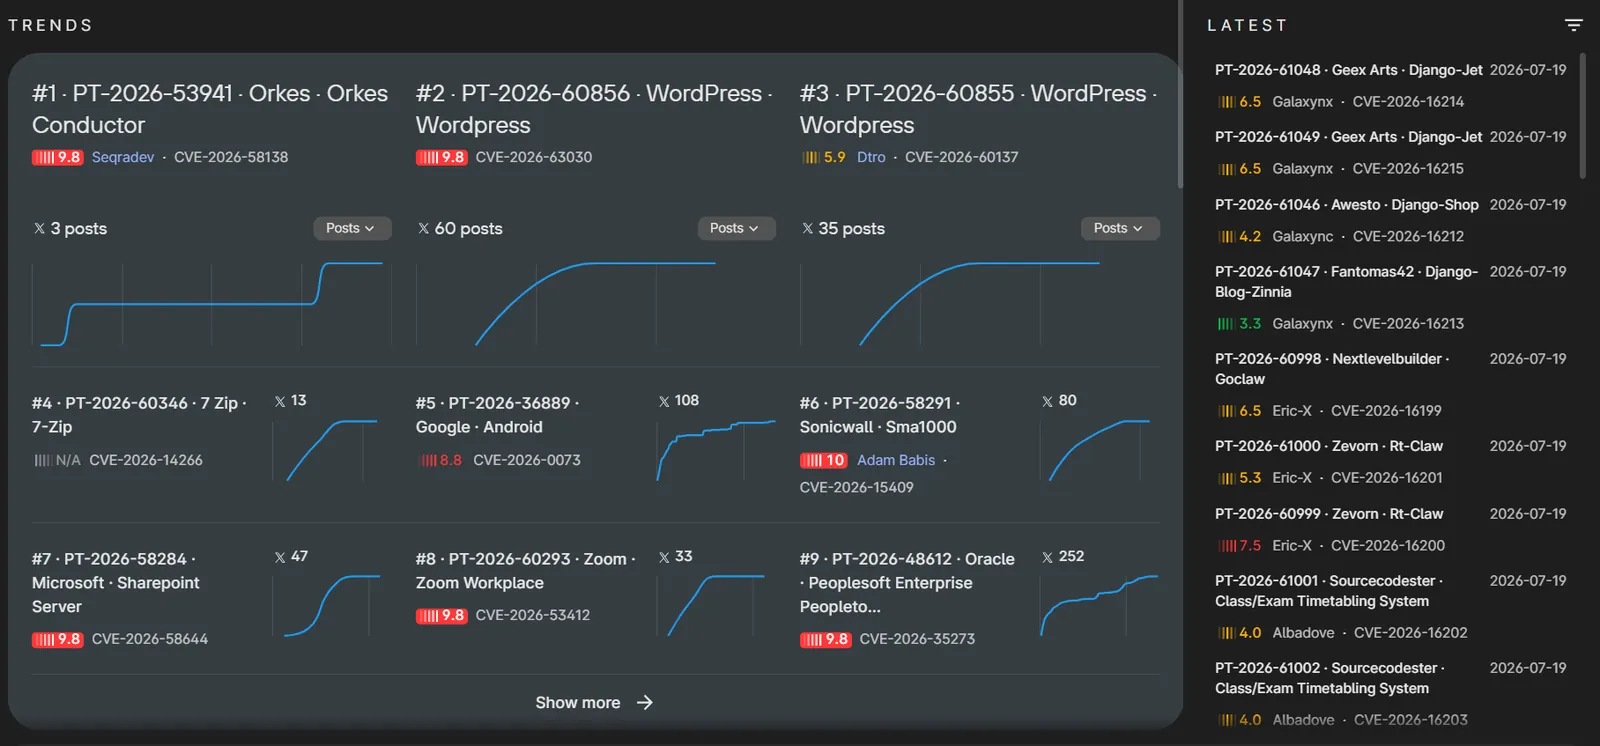 TRENDS
#1 · PT-2026-53941 · Orkes · Orkes
Conductor
9.8 Seqradev · CVE-2026-58138
𝕏 3 posts
Posts
#2 · PT-2026-60856 · WordPress ·
Wordpress
9.8 CVE-2026-63030
𝕏 60 posts
Posts
#3 · PT-2026-60855 · WordPress ·
Wordpress
5.9 Dtro · CVE-2026-60137
𝕏 35 posts
Posts
#4 · PT-2026-60346 · 7 Zip ·
7-Zip
N/A CVE-2026-14266
𝕏 13
#5 · PT-2026-36889 ·
Google · Android
8.8 CVE-2026-0073
𝕏 108
#6 · PT-2026-58291 ·
Sonicwall · Sma1000
10 Adam Babis ·
CVE-2026-15409
𝕏 80
#7 · PT-2026-58284 ·
Microsoft · Sharepoint
Server
9.8 CVE-2026-58644
𝕏 47
#8 · PT-2026-60293 · Zoom ·
Zoom Workplace
9.8 CVE-2026-53412
𝕏 33
#9 · PT-2026-48612 · Oracle
· Peoplesoft Enterprise
Peopleto...
9.8 CVE-2026-35273
𝕏 252
Show more →
LATEST
PT-2026-61048 · Geex Arts · Django-Jet 2026-07-19
6.5 Galaxynx · CVE-2026-16214
PT-2026-61049 · Geex Arts · Django-Jet 2026-07-19
6.5 Galaxynx · CVE-2026-16215
PT-2026-61046 · Awesto · Django-Shop 2026-07-19
4.2 Galaxync · CVE-2026-16212
PT-2026-61047 · Fantomas42 · Django- 2026-07-19
Blog-Zinnia
3.3 Galaxynx · CVE-2026-16213
PT-2026-60998 · Nextlevelbuilder · 2026-07-19
Goclaw
6.5 Eric-X · CVE-2026-16199
PT-2026-61000 · Zevorn · Rt-Claw 2026-07-19
5.3 Eric-X · CVE-2026-16201
PT-2026-60999 · Zevorn · Rt-Claw 2026-07-19
7.5 Eric-X · CVE-2026-16200
PT-2026-61001 · Sourcecodester · 2026-07-19
Class/Exam Timetabling System
4.0 Albadove · CVE-2026-16202
PT-2026-61002 · Sourcecodester · 2026-07-19
Class/Exam Timetabling System
4.0 Albadove · CVE-2026-16203